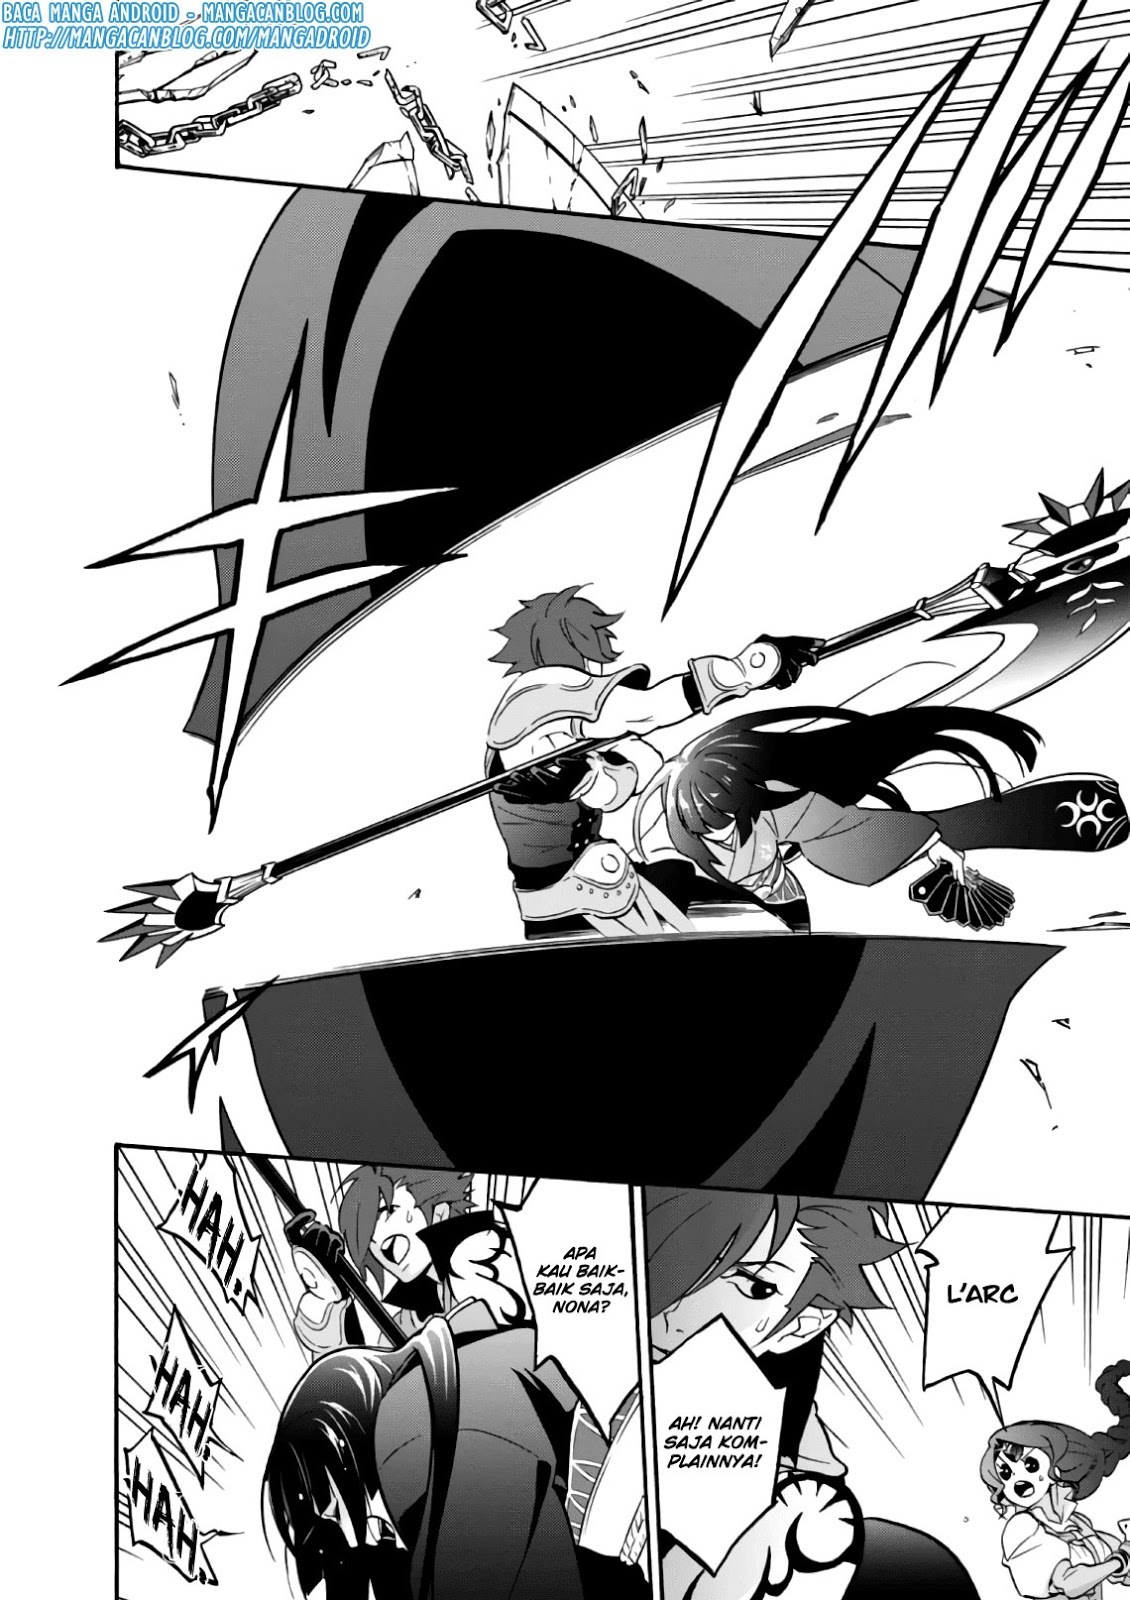 BACA MANGA ANDROID - MANGACANBLOG.COM
HTTP://MANGACANBLOG.COM/MANGADROID
L'ARC
AH! NANTI
SAJA KOM-
PLAINNYA!
APA
KAU BAIK-
BAIK SAJA,
NONA?
HAH.
HAH.
HAH.